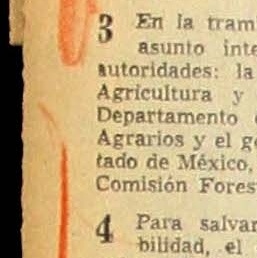 3 En la tram
asunto inte
autoridades: la
Agricultura y
Departamento
Agrarios y el g
tado de México,
Comisión Fores
4 Para salvar
bilidad, el